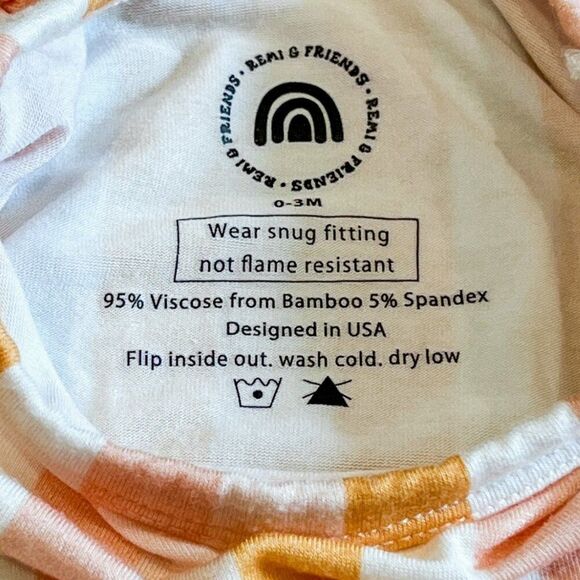 REMI & FRIENDS · REMI & FRIENDS · REMI & FRIENDS ·
0-3M
Wear snug fitting
not flame resistant
95% Viscose from Bamboo 5% Spandex
Designed in USA
Flip inside out. wash cold. dry low